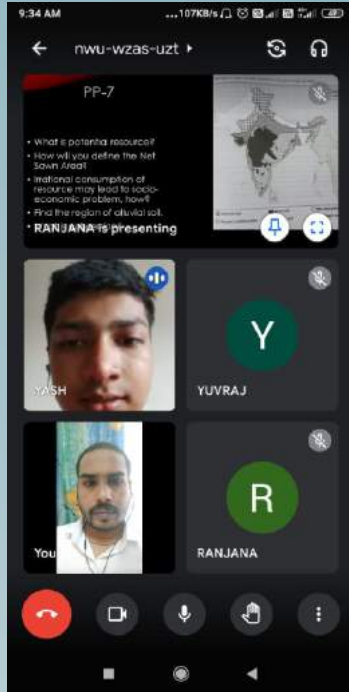 9:34 AM
...107KB/s
nwu-wzas-uzt
PP-7
• What is potential resource?
• How will you define the Net
Sown Area?
• Irrational consumption of
resource may lead to socio-
economic problem, how?
• Find the region of alluvial soil.
RANJANA is presenting
YASH
Y
YUVRAJ
You
R
RANJANA